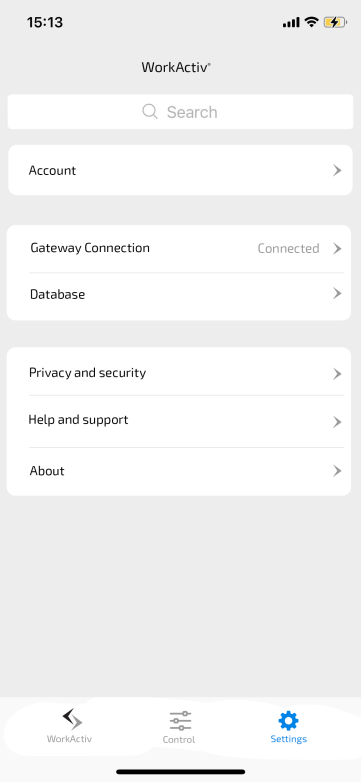 15:13
WorkActiv®
Search
Account
Gateway Connection Connected
Database
Privacy and security
Help and support
About
WorkActiv Control Settings